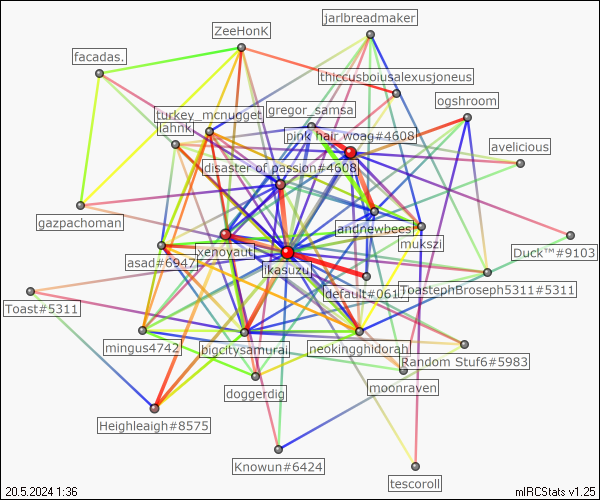 jarlbreadmaker
ZeeHonK
facadas.
thiccusboiusalexusjoneus
ogshroom
gregor_samsa
turkey_mcnugget
lahnk
pink hair woag#4608
avelicious
disaster of passion#4608
gazpachoman
andnewbees
mukszi
xenoyaut
Duck™#9103
asad#6947
ikasuzu
default#0617
ToastephBroseph5311#5311
Toast#5311
mingus4742
bigcitysamurai
neokingghidorah
Random Stuf6#5983
doggerdig
moonraven
Heighleaigh#8575
Knowun#6424
tescoroll
20.5.2024 1:36
mIRCStats v1.25